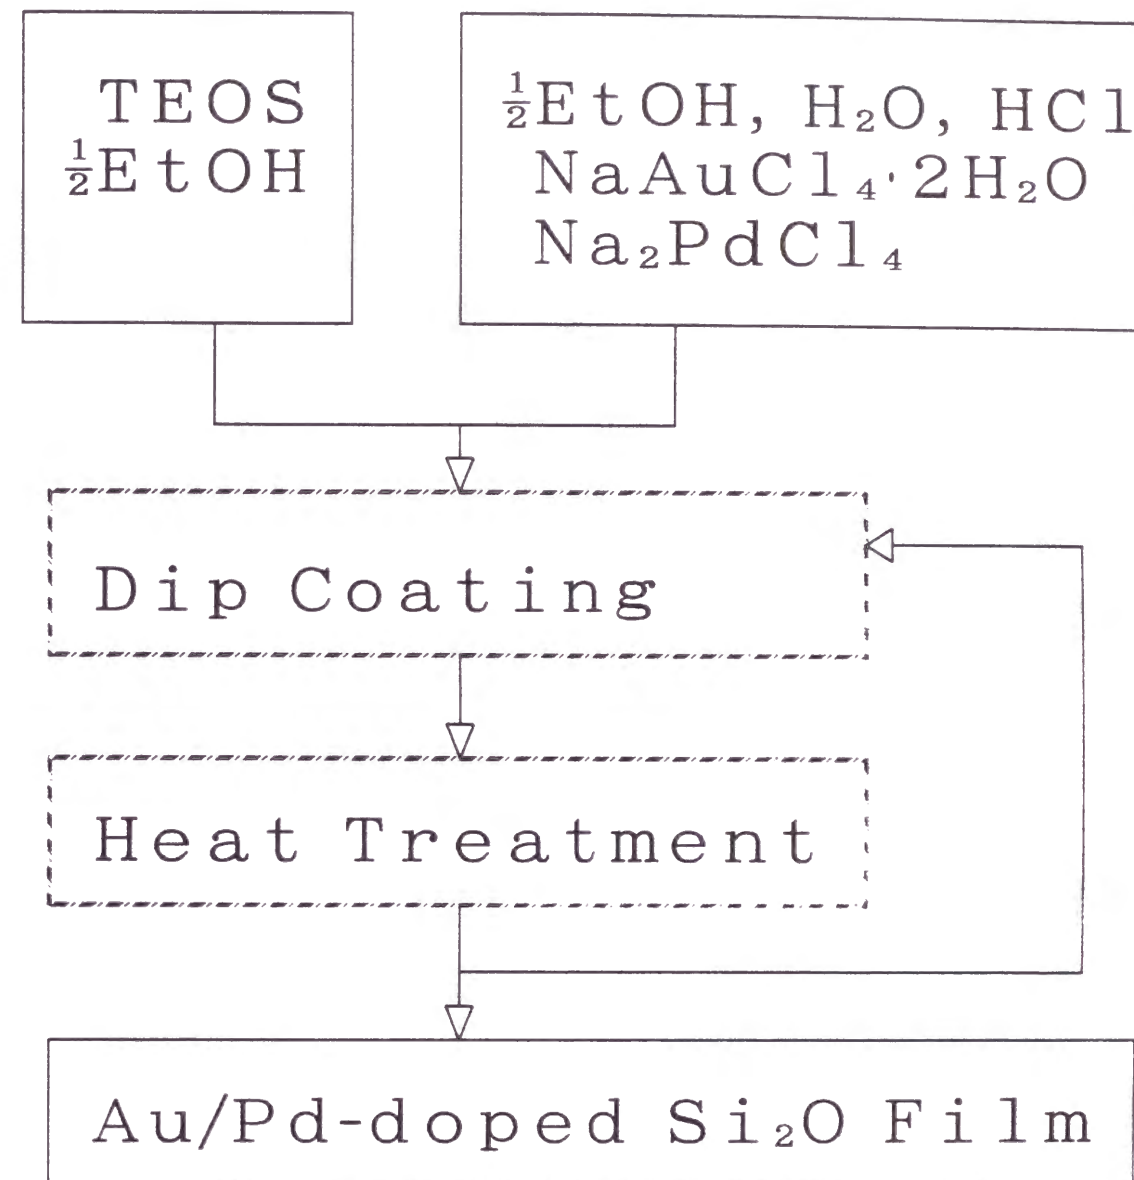 TEOS
½EtOH
½EtOH, H₂O, HCl
NaAuCl₄·2H₂O
Na₂PdCl₄
Dip Coating
Heat Treatment
Au/Pd-doped Si₂O Film